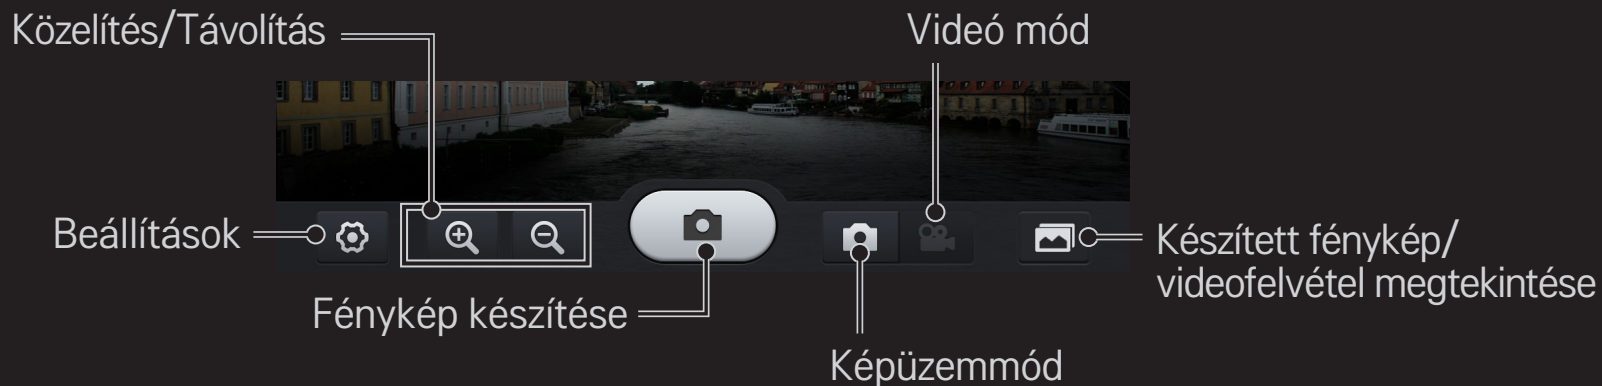 Közelítés/Távolítás
Videó mód
Beállítások
Készített fénykép/
videofelvétel megtekintése
Fénykép készítése
Képüzemmód